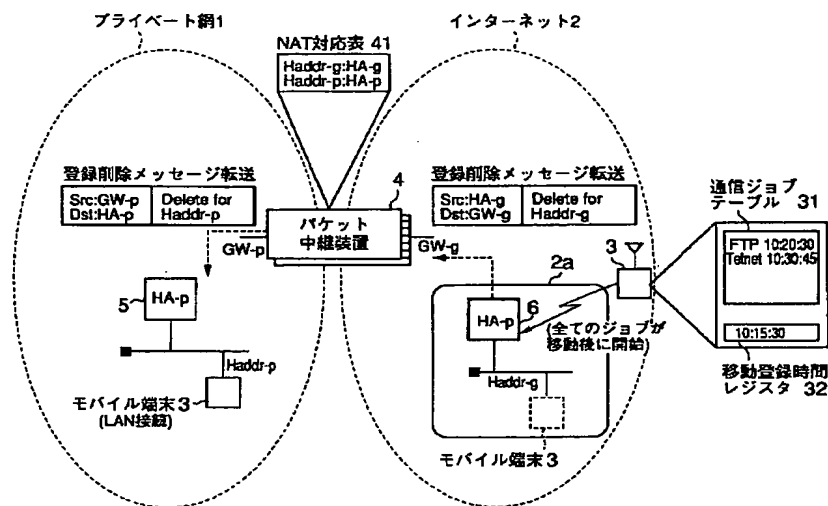 プライベート網1
インターネット2
NAT対応表 41
Haddr-g:HA-g
Haddr-p:HA-p
登録削除メッセージ転送
Src:GW-p
Dst:HA-p
Delete for
Haddr-p
4
パケット
中継装置
GW-p
GW-g
登録削除メッセージ転送
Src:HA-g
Dst:GW-g
Delete for
Haddr-g
通信ジョブ
テーブル 31
FTP 10:20:30
Telnet 10:30:45
10:15:30
移動登録時間
レジスタ 32
3
2a
5
HA-p
Haddr-p
モバイル端末3
(LAN接続)
HA-p
6
(全てのジョブが
移動後に開始)
Haddr-g
モバイル端末3